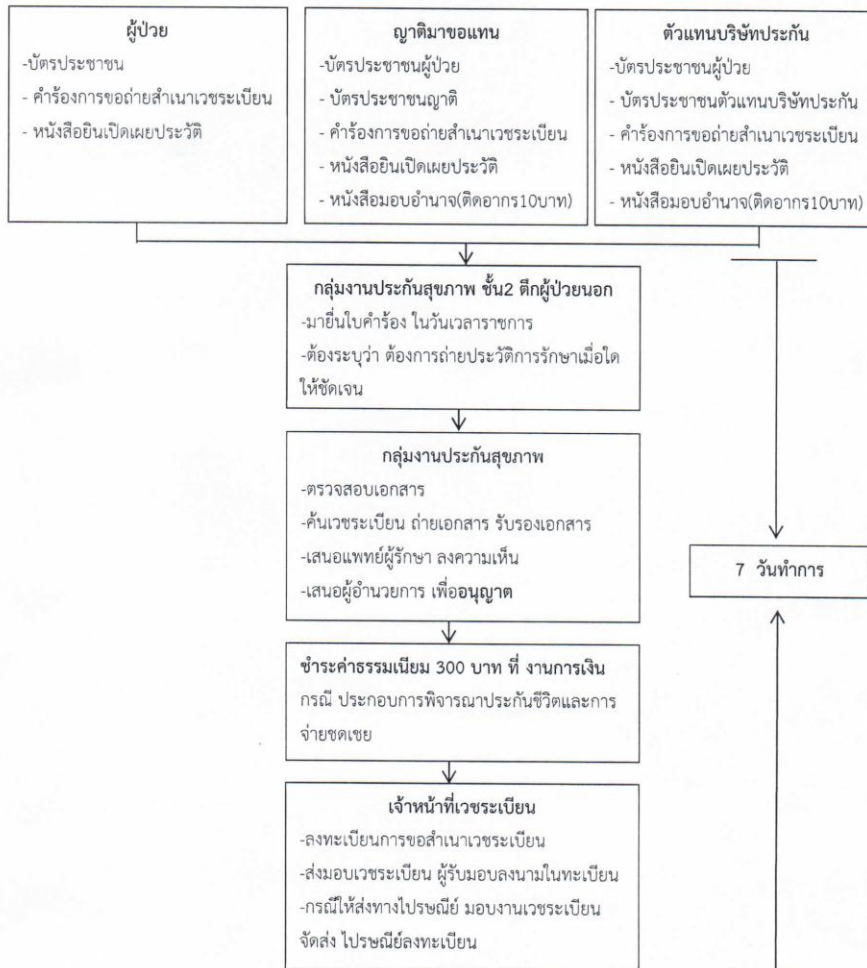 ผู้ป่วย
-บัตรประชาชน
- คำร้องการขอถ่ายสำเนาเวชระเบียน
- หนังสือยินเปิดเผยประวัติ
ญาติมาขอแทน
-บัตรประชาชนผู้ป่วย
- บัตรประชาชนญาติ
- คำร้องการขอถ่ายสำเนาเวชระเบียน
- หนังสือยินเปิดเผยประวัติ
- หนังสือมอบอำนาจ(ติดอากร10บาท)
ตัวแทนบริษัทประกัน
-บัตรประชาชนผู้ป่วย
- บัตรประชาชนตัวแทนบริษัทประกัน
- คำร้องการขอถ่ายสำเนาเวชระเบียน
- หนังสือยินเปิดเผยประวัติ
- หนังสือมอบอำนาจ(ติดอากร10บาท)
กลุ่มงานประกันสุขภาพ ชั้น2 ตึกผู้ป่วยนอก
-มายื่นใบคำร้อง ในวันเวลาราชการ
-ต้องระบุว่า ต้องการถ่ายประวัติการรักษาเมื่อใด
ให้ชัดเจน
กลุ่มงานประกันสุขภาพ
-ตรวจสอบเอกสาร
-ค้นเวชระเบียน ถ่ายเอกสาร รับรองเอกสาร
-เสนอแพทย์ผู้รักษา ลงความเห็น
-เสนอผู้อำนวยการ เพื่ออนุญาต
7 วันทำการ
ชำระค่าธรรมเนียม 300 บาท ที่ งานการเงิน
กรณี ประกอบการพิจารณาประกันชีวิตและการ
จ่ายชดเชย
เจ้าหน้าที่เวชระเบียน
-ลงทะเบียนการขอสำเนาเวชระเบียน
-ส่งมอบเวชระเบียน ผู้รับมอบลงนามในทะเบียน
-กรณีให้ส่งทางไปรษณีย์ มอบงานเวชระเบียน
จัดส่ง ไปรษณีย์ลงทะเบียน